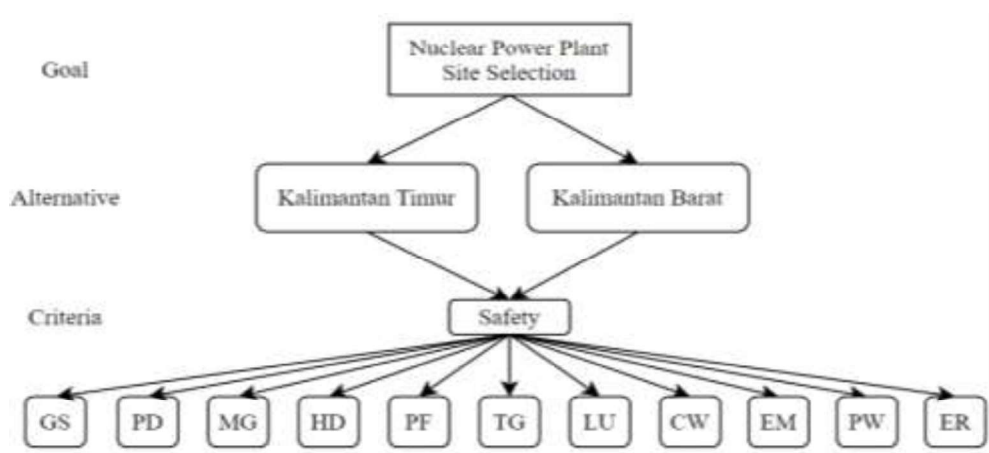 Goal
Nuclear Power Plant
Site Selection
Alternative
Kalimantan Timur
Kalimantan Barat
Criteria
Safety
GS
PD
MG
HD
PF
TG
LU
CW
EM
PW
ER